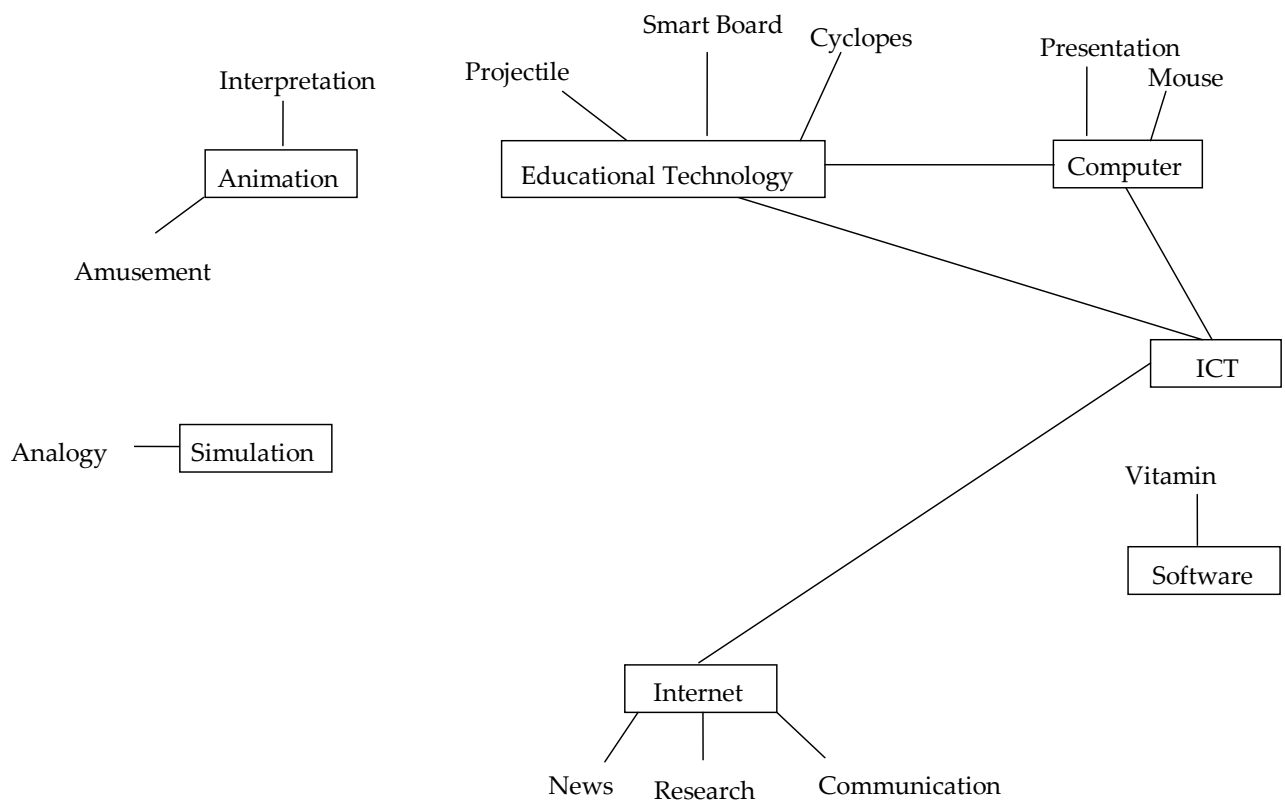 Smart Board
Cyclopes
Presentation
Projectile
Mouse
Interpretation
Animation
Educational Technology
Computer
Amusement
ICT
Analogy
Simulation
Vitamin
Software
Internet
News
Research
Communication